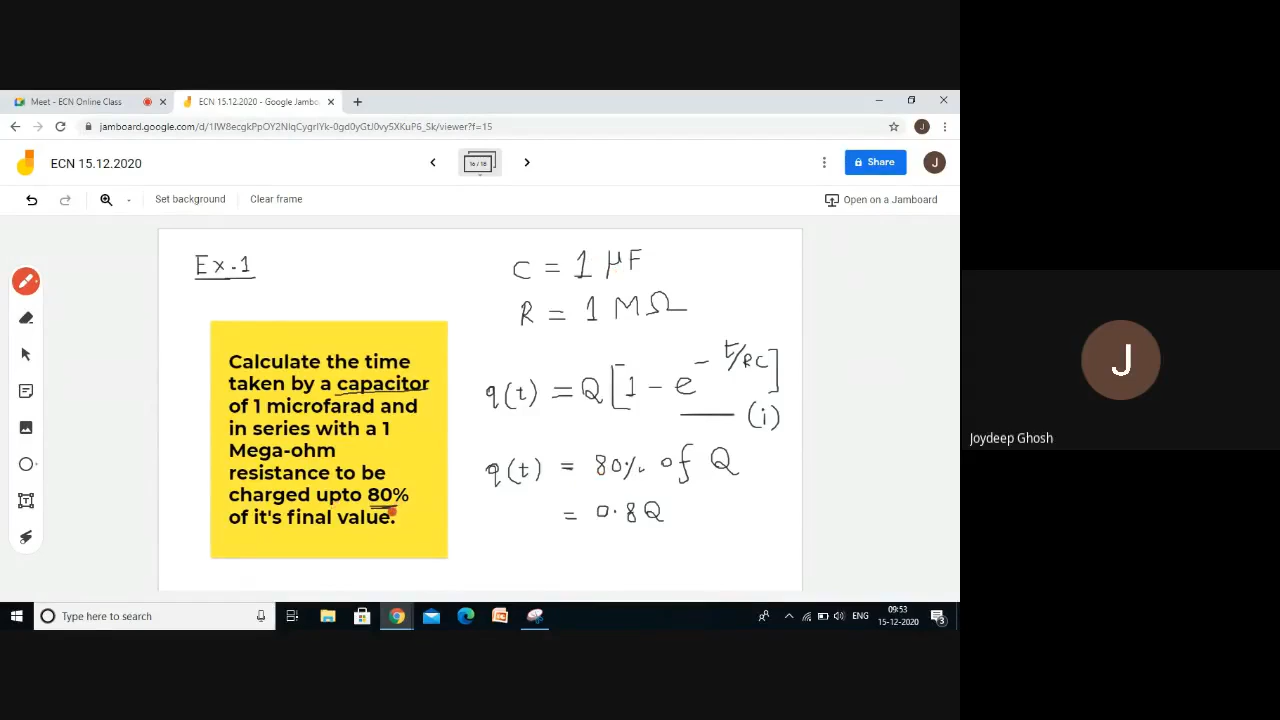 Meet - ECN Online Class
ECN 15.12.2020 - Google Jambo
jamboard.google.com/d/1IW8ecgkPpOY2NIqCygrIYk-0gd0yGtJ0vy5XKuP6_Sk/viewer?f=15
J
ECN 15.12.2020
16 / 18
Share
J
Set background
Clear frame
Open on a Jamboard
Ex.-1
Calculate the time
taken by a capacitor
of 1 microfarad and
in series with a 1
Mega-ohm
resistance to be
charged upto 80%
of it's final value.
C = 1 μF
R = 1 MΩ
q(t) = Q[1 - e^-t/RC]
(i)
q(t) = 80% of Q
= 0.8Q
J
Joydeep Ghosh
Type here to search
ENG
09:53
15-12-2020
3